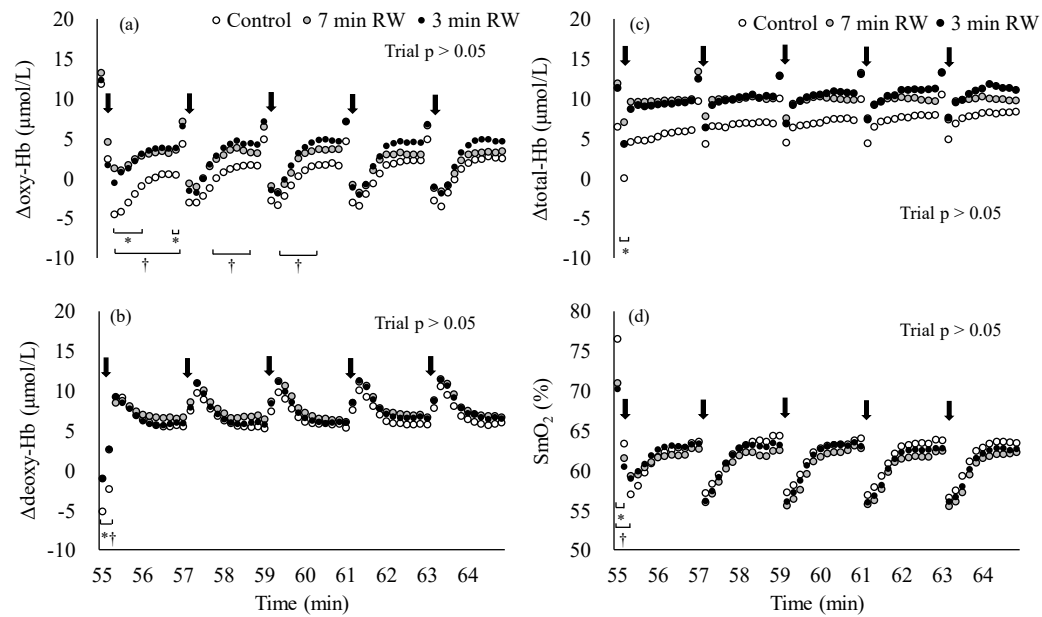 (a)
Control 7 min RW 3 min RW
Trial p > 0.05
Δoxy-Hb (μmol/L)
20
15
10
5
0
-5
-10
*
*
†
†
†
(c)
Control 7 min RW 3 min RW
Δtotal-Hb (μmol/L)
20
15
10
5
0
-5
-10
Trial p > 0.05
*
(b)
Trial p > 0.05
Δdeoxy-Hb (μmol/L)
20
15
10
5
0
-5
-10
*†
55 56 57 58 59 60 61 62 63 64
Time (min)
(d)
Trial p > 0.05
SmO2 (%)
80
75
70
65
60
55
50
*
†
55 56 57 58 59 60 61 62 63 64
Time (min)